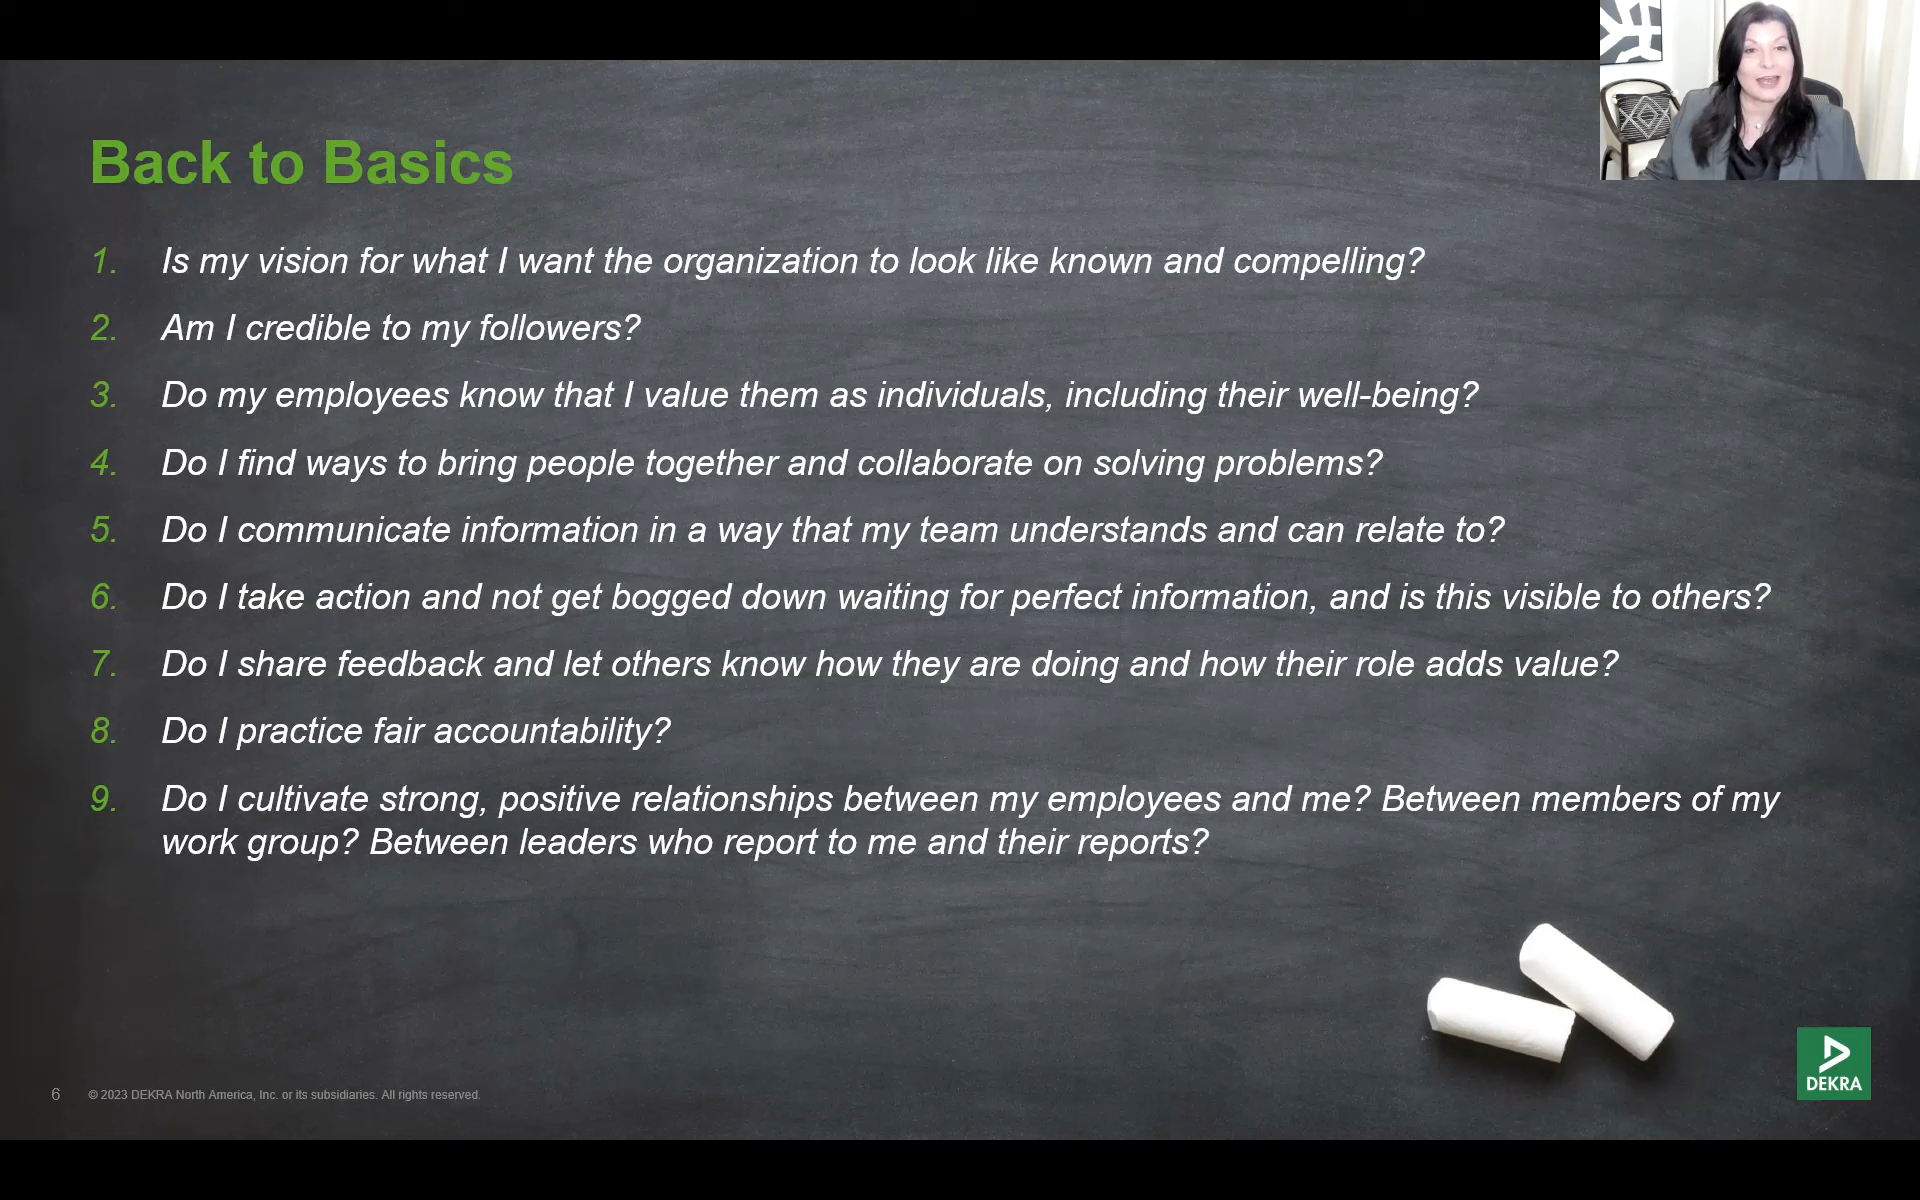 Back to Basics
1. Is my vision for what I want the organization to look like known and compelling?
2. Am I credible to my followers?
3. Do my employees know that I value them as individuals, including their well-being?
4. Do I find ways to bring people together and collaborate on solving problems?
5. Do I communicate information in a way that my team understands and can relate to?
6. Do I take action and not get bogged down waiting for perfect information, and is this visible to others?
7. Do I share feedback and let others know how they are doing and how their role adds value?
8. Do I practice fair accountability?
9. Do I cultivate strong, positive relationships between my employees and me? Between members of my
work group? Between leaders who report to me and their reports?
DEKRA
6 © 2023 DEKRA North America, Inc. or its subsidiaries. All rights reserved.